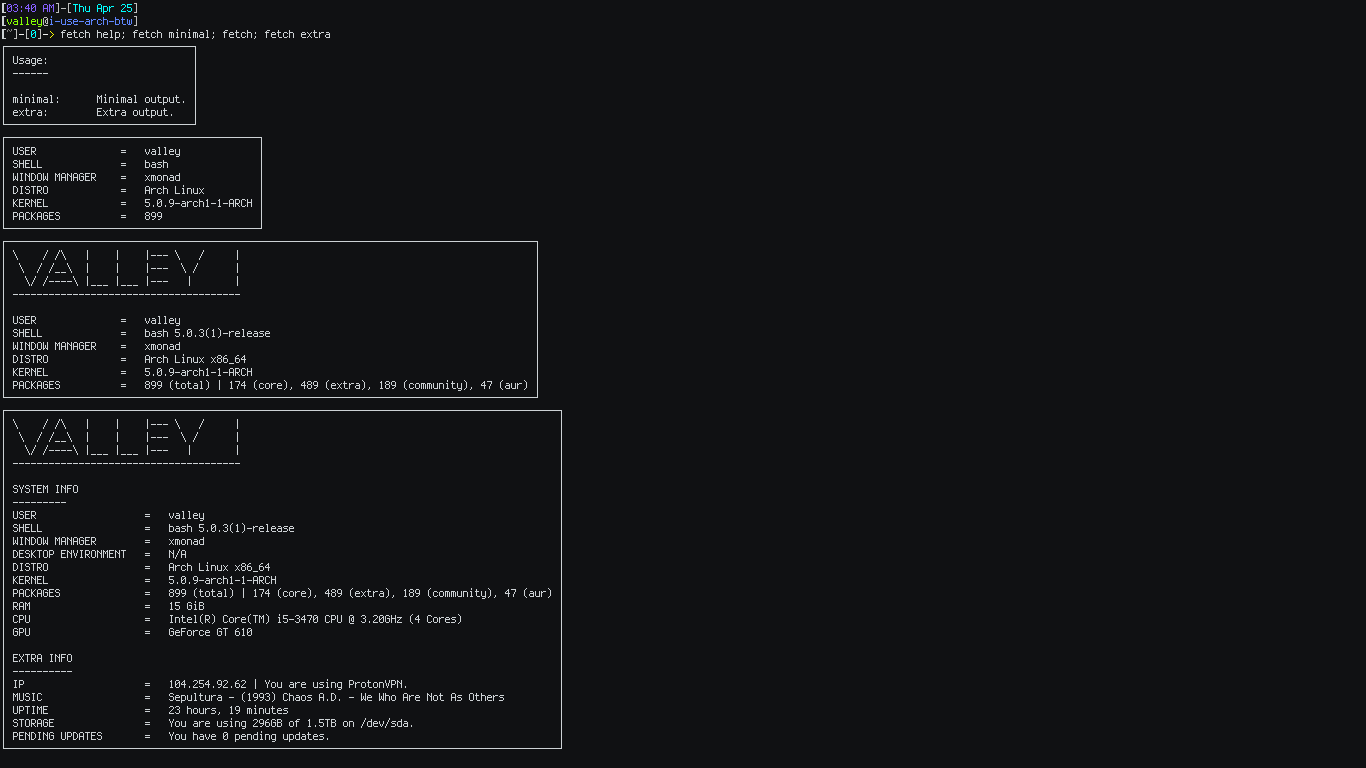 [03:40 AM]-[Thu Apr 25]
[valley@i-use-arch-btw]
[~]-[0]-> fetch help; fetch minimal; fetch; fetch extra
Usage:
------
minimal:      Minimal output.
extra:        Extra output.
USER              =   valley
SHELL             =   bash
WINDOW MANAGER    =   xmonad
DISTRO            =   Arch Linux
KERNEL            =   5.0.9-arch1-1-ARCH
PACKAGES          =   899
\    / /\   |    |    |--- \   /     |
 \  / /__\  |    |    |---  \ /      |
  \/ /----\ |___ |___ |---   |       |
--------------------------------------
USER              =   valley
SHELL             =   bash 5.0.3(1)-release
WINDOW MANAGER    =   xmonad
DISTRO            =   Arch Linux x86_64
KERNEL            =   5.0.9-arch1-1-ARCH
PACKAGES          =   899 (total) | 174 (core), 489 (extra), 189 (community), 47 (aur)
\    / /\   |    |    |--- \   /     |
 \  / /__\  |    |    |---  \ /      |
  \/ /----\ |___ |___ |---   |       |
--------------------------------------
SYSTEM INFO
---------
USER                  =   valley
SHELL                 =   bash 5.0.3(1)-release
WINDOW MANAGER        =   xmonad
DESKTOP ENVIRONMENT   =   N/A
DISTRO                =   Arch Linux x86_64
KERNEL                =   5.0.9-arch1-1-ARCH
PACKAGES              =   899 (total) | 174 (core), 489 (extra), 189 (community), 47 (aur)
RAM                   =   15 GiB
CPU                   =   Intel(R) Core(TM) i5-3470 CPU @ 3.20GHz (4 Cores)
GPU                   =   GeForce GT 610
EXTRA INFO
----------
IP                    =   104.254.92.62 | You are using ProtonVPN.
MUSIC                 =   Sepultura - (1993) Chaos A.D. - We Who Are Not As Others
UPTIME                =   23 hours, 19 minutes
STORAGE               =   You are using 296GB of 1.5TB on /dev/sda.
PENDING UPDATES       =   You have 0 pending updates.